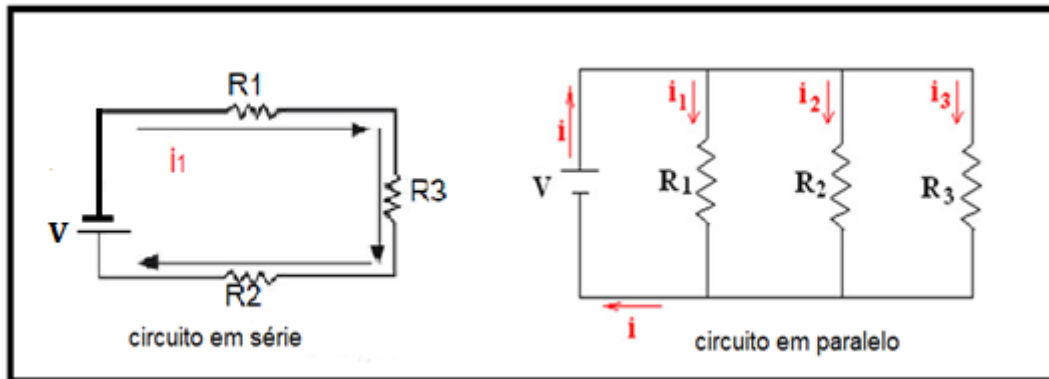 R1
i1
R3
V
R2
circuito em série
i
i1
i2
i3
V
R1
R2
R3
i
circuito em paralelo